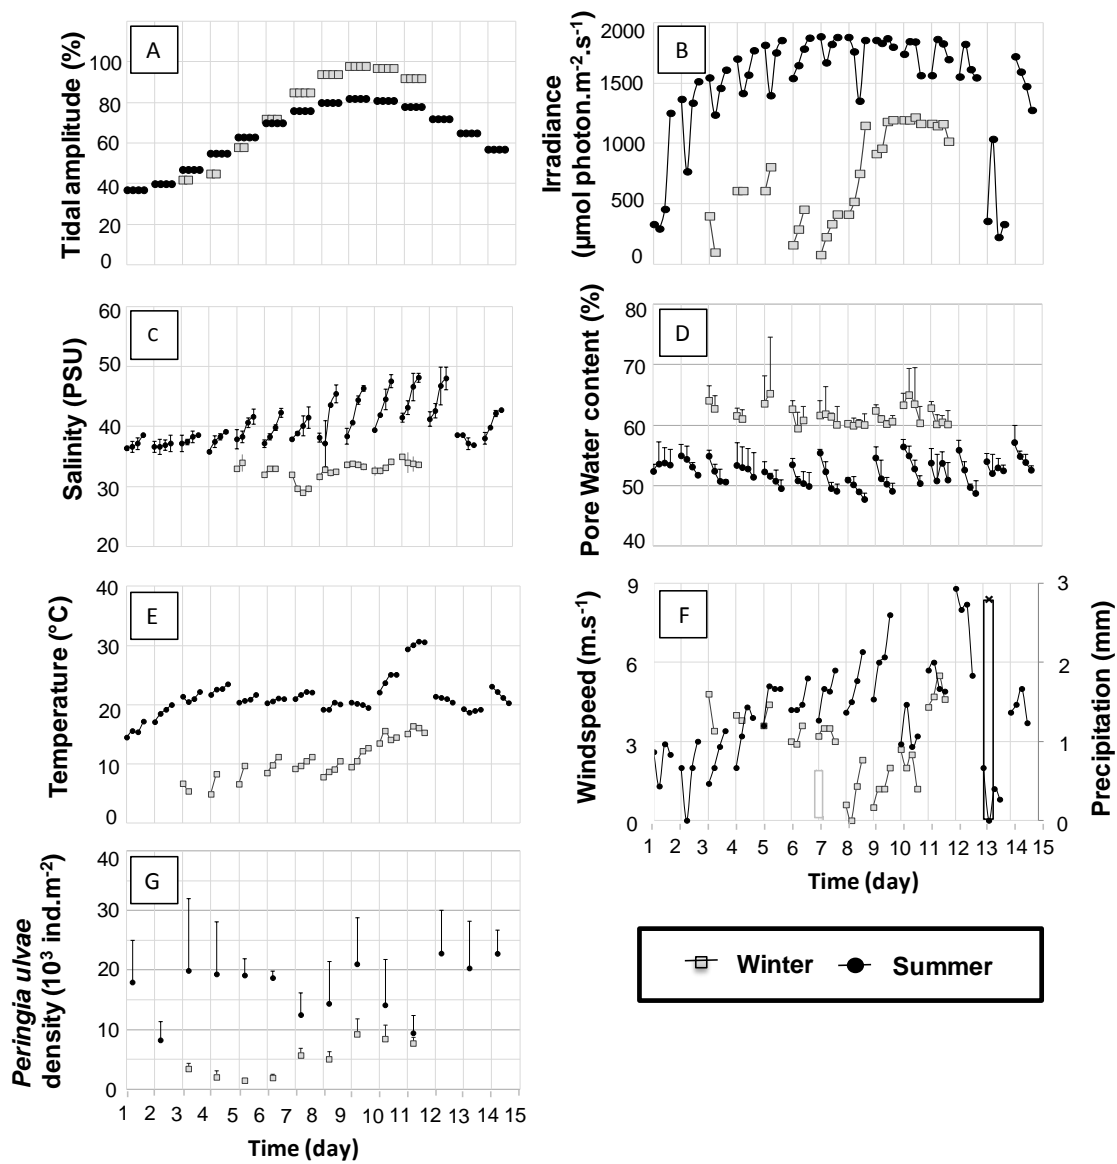 A
Tidal amplitude (%)
100
80
60
40
20
0
B
Irradiance
(µmol photon.m-2.s-1)
2000
1500
1000
500
0
C
Salinity (PSU)
60
50
40
30
20
D
Pore Water content (%)
80
70
60
50
40
E
Temperature (°C)
40
30
20
10
0
F
Windspeed (m.s-1)
9
6
3
0
3
2
1
0
Precipitation (mm)
1 2 3 4 5 6 7 8 9 10 11 12 13 14 15
Time (day)
G
Peringia ulvae
density (10³ ind.m-2)
40
30
20
10
0
1 2 3 4 5 6 7 8 9 10 11 12 13 14 15
Time (day)
Winter Summer